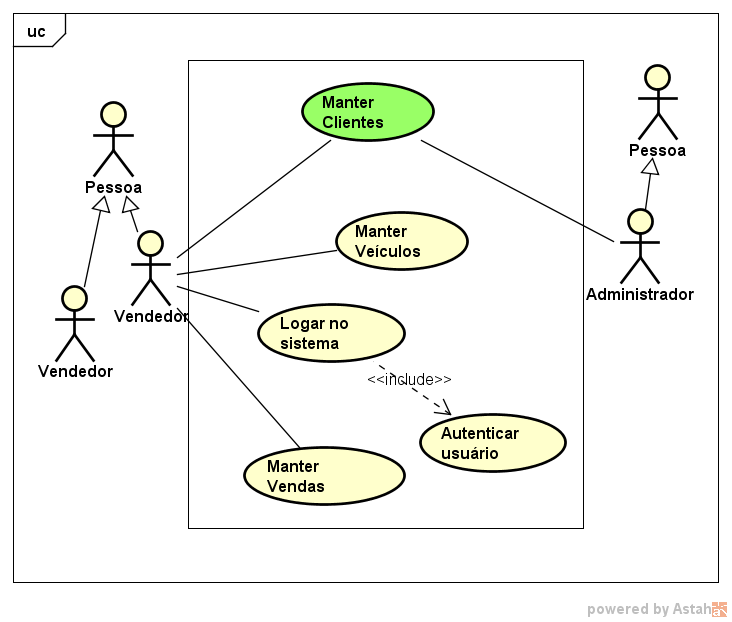 uc
Manter
Clientes
Pessoa
Pessoa
Manter
Veículos
Administrador
Vendedor
Logar no
sistema
Vendedor
<<include>>
Autenticar
usuário
Manter
Vendas
powered by Astah